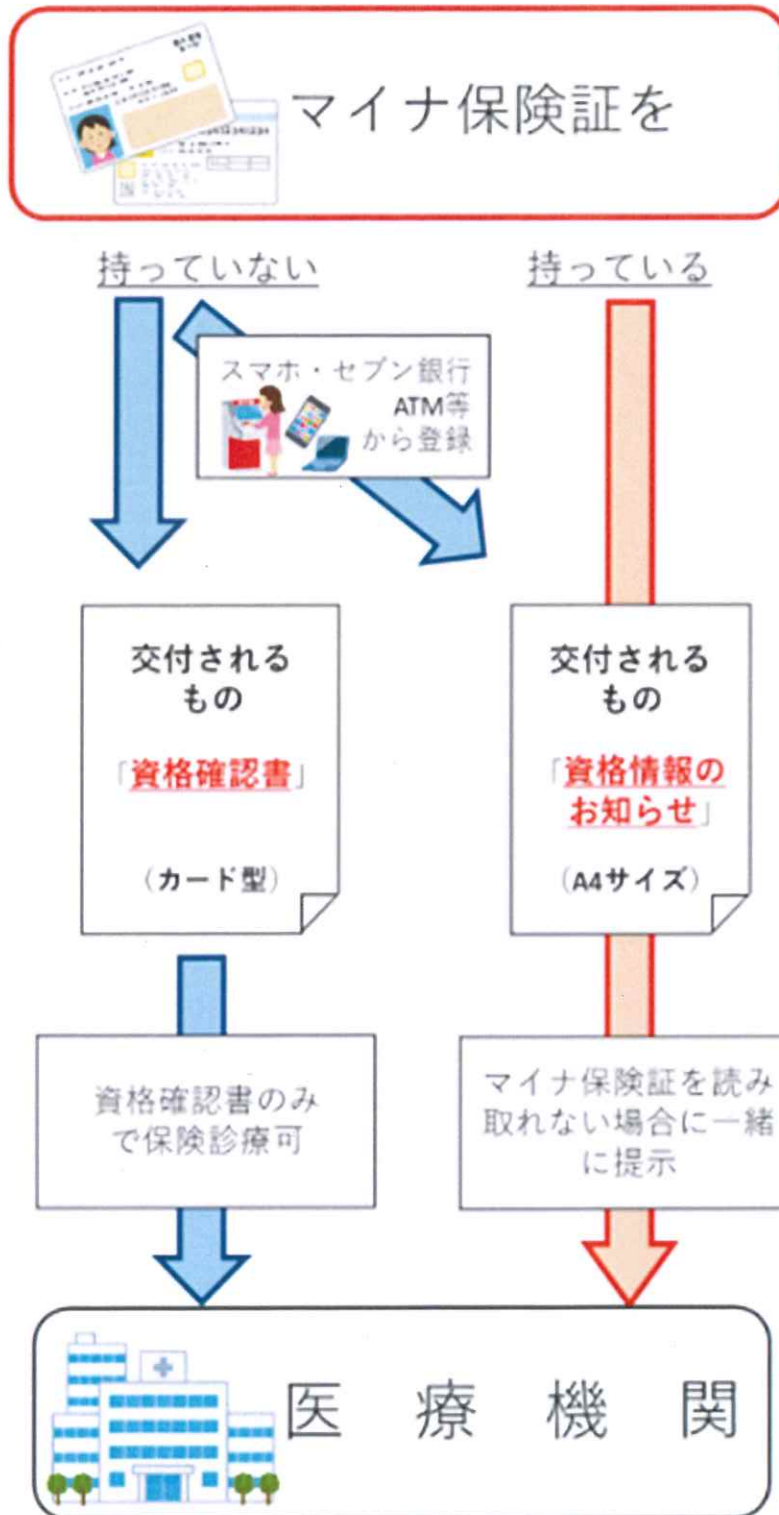 マイナ保険証を
持っていない
持っている
スマホ・セブン銀行
ATM等
から登録
交付される
もの
「資格確認書」
(カード型)
交付される
もの
「資格情報の
お知らせ」
(A4サイズ)
資格確認書のみ
で保険診療可
マイナ保険証を読み
取れない場合に一緒
に提示
医療機関